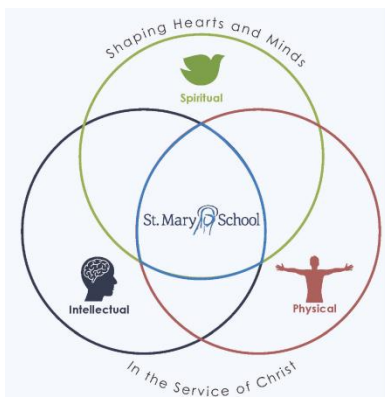 Shaping Hearts and Minds
Spiritual
St. Mary School
Intellectual
Physical
In the Service of Christ